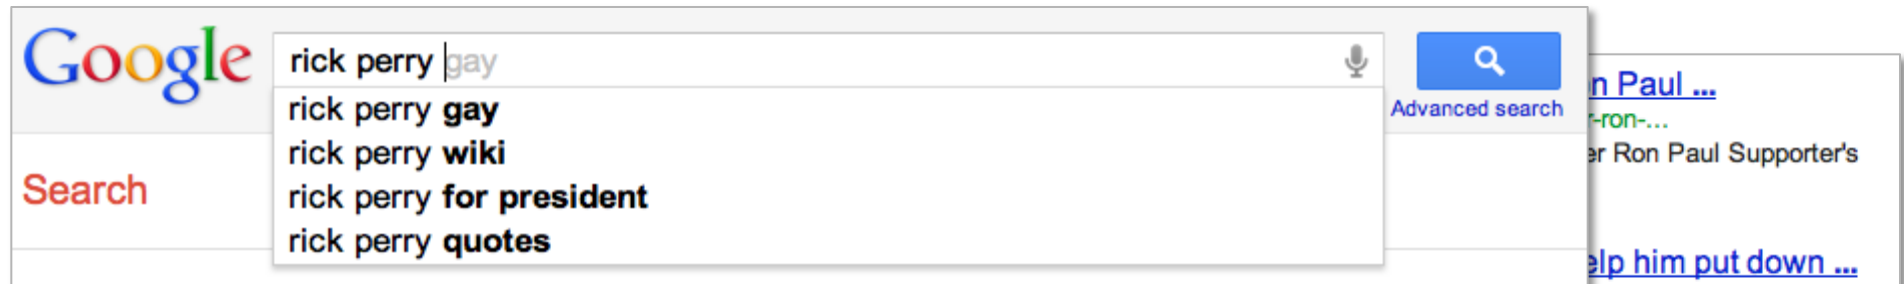 Google
rick perry gay
rick perry gay
rick perry wiki
rick perry for president
rick perry quotes
Advanced search
Search
n Paul ...
-ron-...
er Ron Paul Supporter's
elp him put down ...